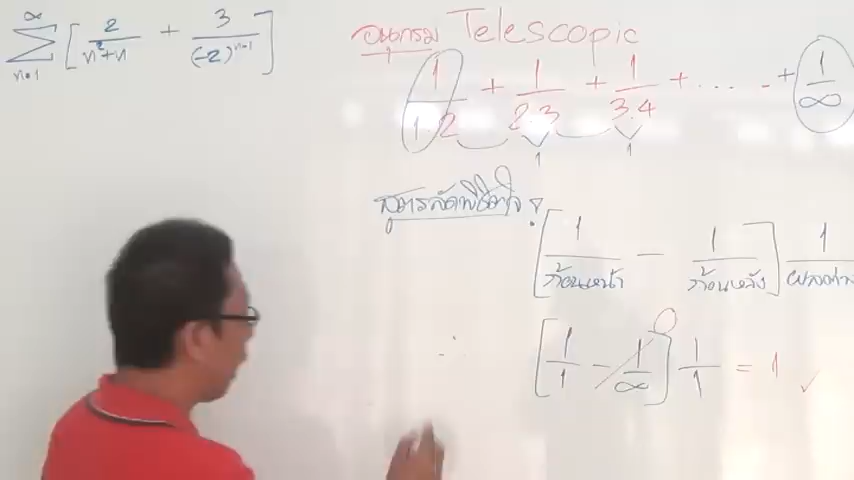 ∞
∑ [ 2/(n²+n) + 3/(-2)ⁿ⁻¹ ]
n=1
อนุกรม Telescopic
1/1.2 + 1/2.3 + 1/3.4 + .... + 1/∞
1 1
สูตรลัดพิชิตใจ!
[ 1/ก้อนหน้า - 1/ก้อนหลัง ] 1/ผลต่าง
∴ [ 1/1 - 1/∞ ] 1/1 = 1 ✓
0